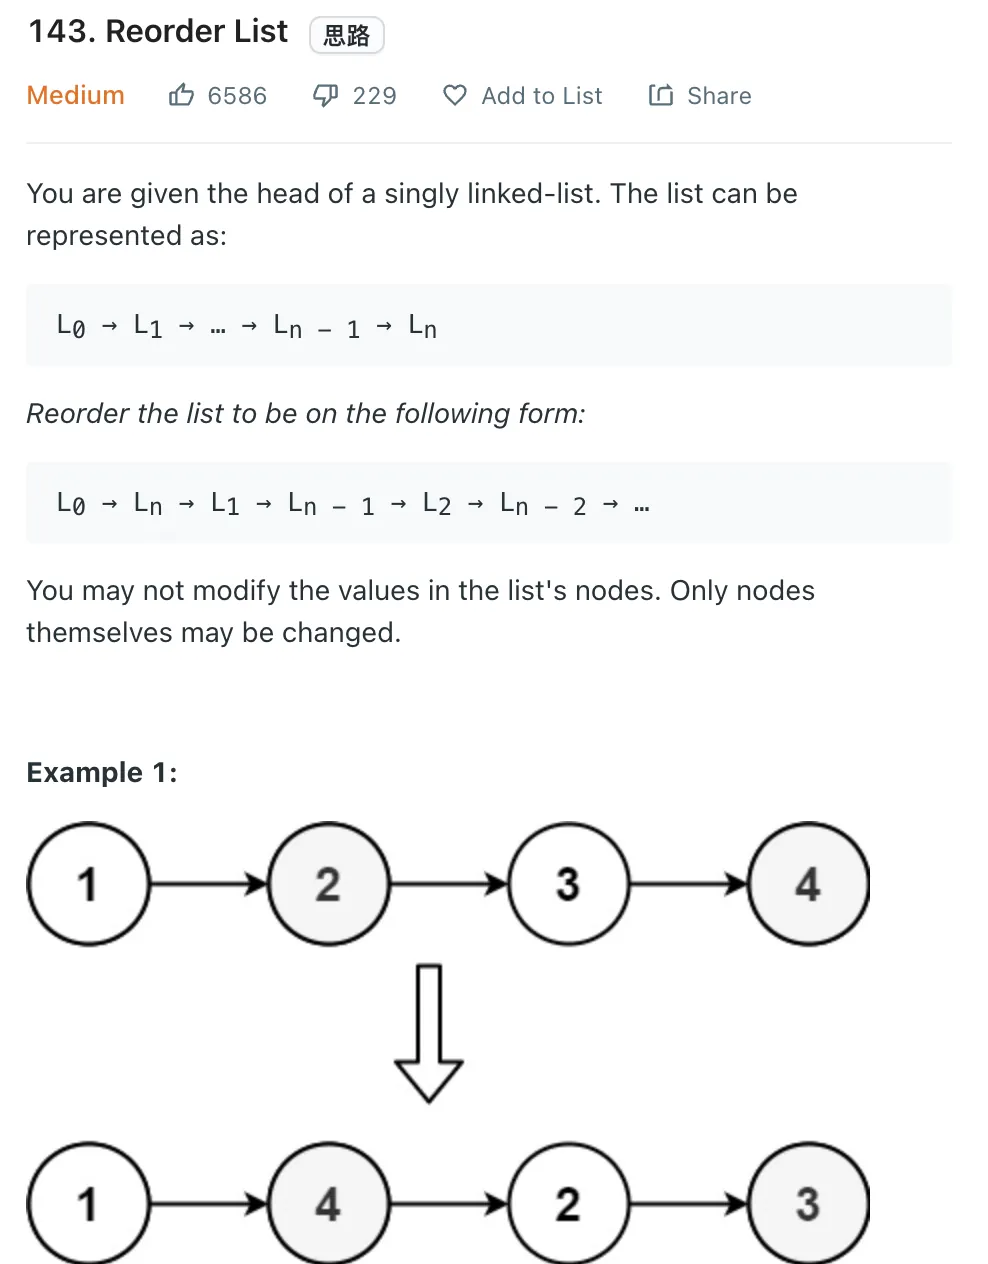 143. Reorder List 思路
Medium 6586 229 Add to List Share
You are given the head of a singly linked-list. The list can be
represented as:
L0 → L1 → … → Ln - 1 → Ln
Reorder the list to be on the following form:
L0 → Ln → L1 → Ln - 1 → L2 → Ln - 2 → …
You may not modify the values in the list's nodes. Only nodes
themselves may be changed.
Example 1:
1 2 3 4
1 4 2 3